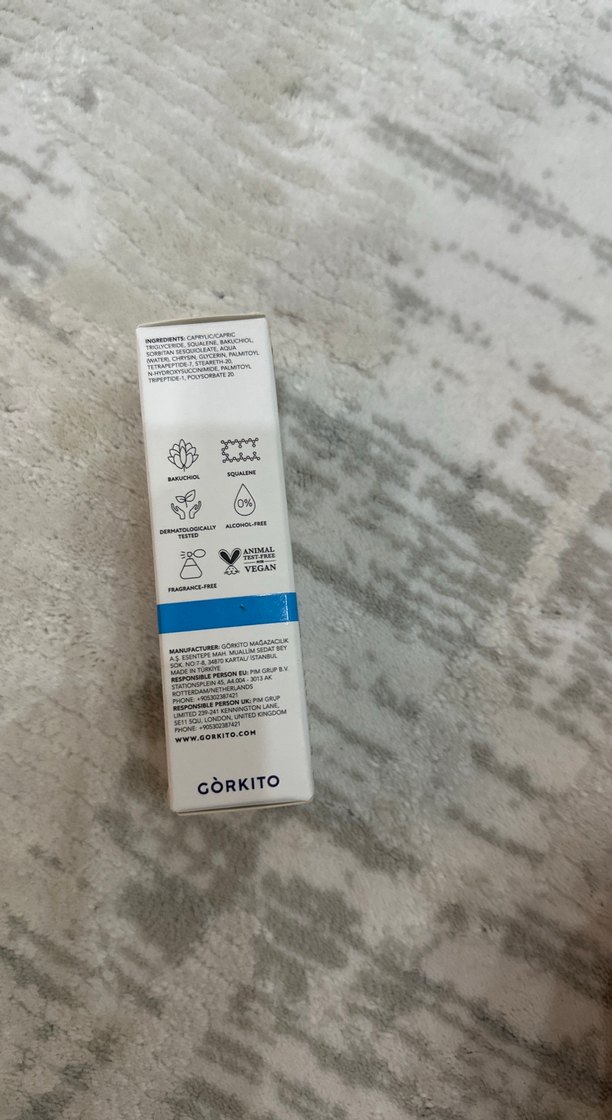 INGREDIENTS: CAPRYLIC/CAPRIC
TRIGLYCERIDE, SQUALENE, BAKUCHIOL,
SORBITAN SESQUIOLEATE, AQUA
(WATER), CHRYSIN, GLYCERIN, PALMITOYL
TETRAPEPTIDE-7, STEARETH-20,
N-HYDROXYSUCCINIMIDE, PALMITOYL
TRIPEPTIDE-1, POLYSORBATE 20.
BAKUCHIOL
SQUALENE
DERMATOLOGICALLY
TESTED
0%
ALCOHOL-FREE
FRAGRANCE-FREE
ANIMAL
TEST-FREE
VEGAN
MANUFACTURER: GÖRKİTO MAĞAZACILIK
A.Ş. ESENTEPE MAH. MUALLİM SEDAT BEY
SOK. NO:7-8, 34870 KARTAL/ İSTANBUL
MADE IN TÜRKİYE
RESPONSIBLE PERSON EU: PIM GRUP B.V.
STATIONSPLEIN 45, A4.004 - 3013 AK
ROTTERDAM/NETHERLANDS
PHONE: +905302387421
RESPONSIBLE PERSON UK: PIM GRUP
LIMITED 239-241 KENNINGTON LANE,
SE11 5QU, LONDON, UNITED KINGDOM
PHONE: +905302387421
WWW.GORKITO.COM
GÒRKITO